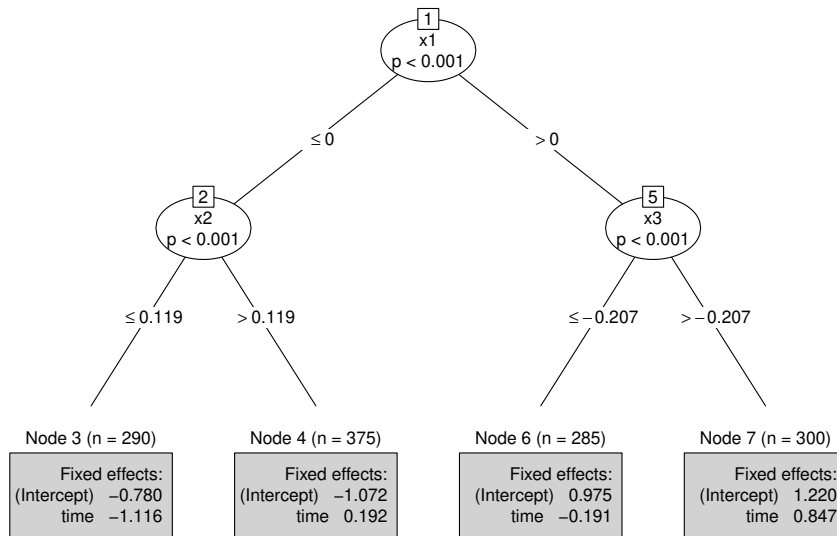 1
x1
p < 0.001
≤ 0
> 0
2
x2
p < 0.001
5
x3
p < 0.001
≤ 0.119
> 0.119
≤ −0.207
> −0.207
Node 3 (n = 290)
Fixed effects:
(Intercept) −0.780
time −1.116
Node 4 (n = 375)
Fixed effects:
(Intercept) −1.072
time 0.192
Node 6 (n = 285)
Fixed effects:
(Intercept) 0.975
time −0.191
Node 7 (n = 300)
Fixed effects:
(Intercept) 1.220
time 0.847